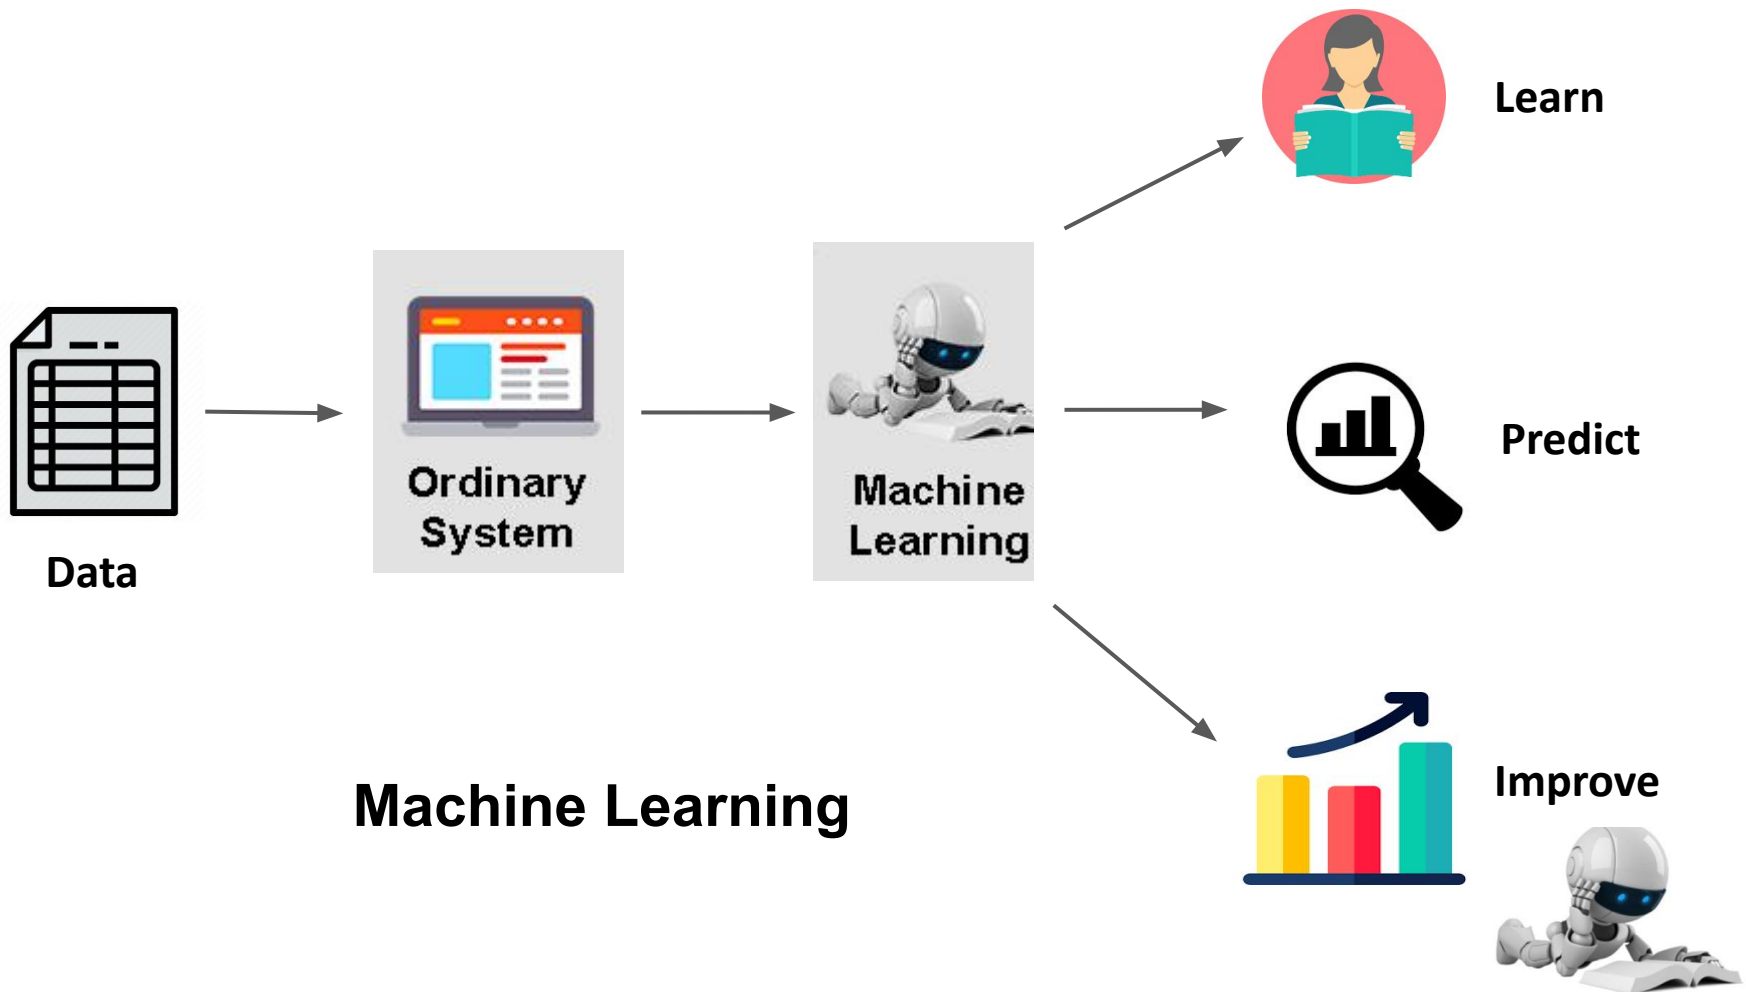 Learn
Data
Ordinary
System
Machine
Learning
Predict
Improve
Machine Learning